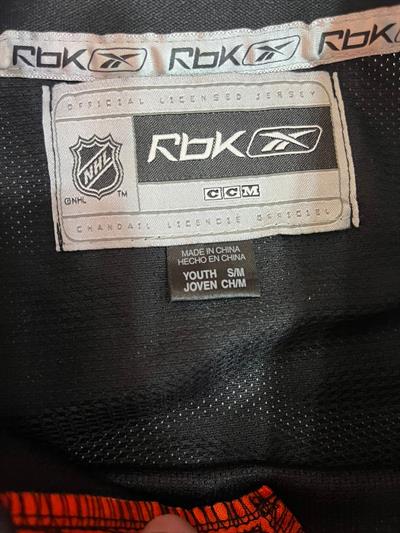 RbK RbK RbK
OFFICIAL LICENSED JERSEY
RbK
NHL
TM
©NHL
CCM
CHANDAIL LICENCIÉ OFFICIEL
MADE IN CHINA
HECHO EN CHINA
YOUTH S/M
JOVEN CH/M